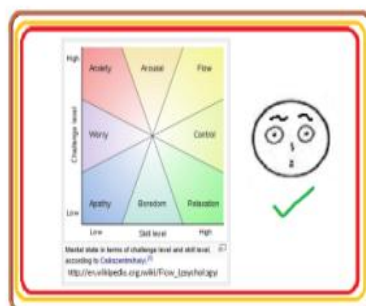 High
Anxiety
Arousal
Flow
Challenge level
Worry
Control
Apathy
Boredom
Relaxation
Low
Low
Skill level
High
Mental state in terms of challenge level and skill level,
according to Csikszentmihalyi.[1]
http://en.wikipedia.org/wiki/Flow_(psychology)